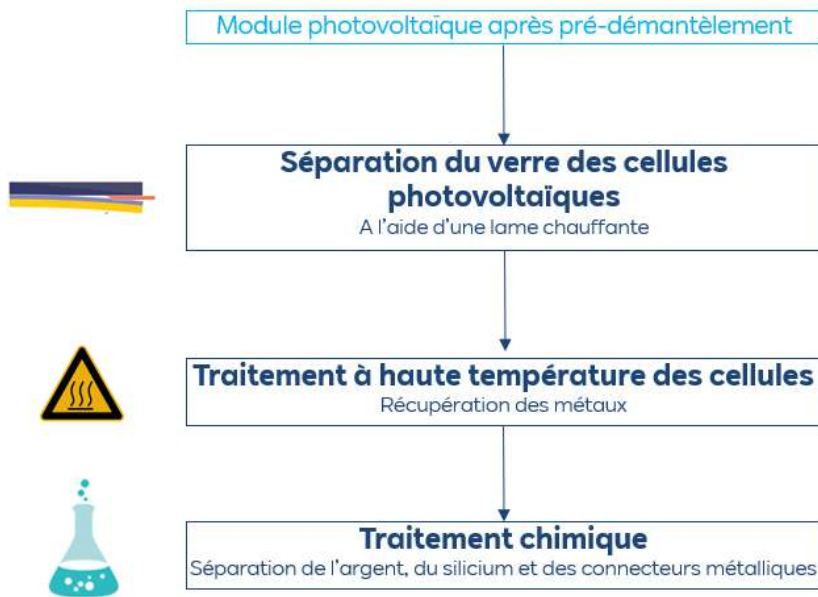 Module photovoltaïque après pré-démantèlement
Séparation du verre des cellules
photovoltaïques
A l'aide d'une lame chauffante
Traitement à haute température des cellules
Récupération des métaux
Traitement chimique
Séparation de l'argent, du silicium et des connecteurs métalliques